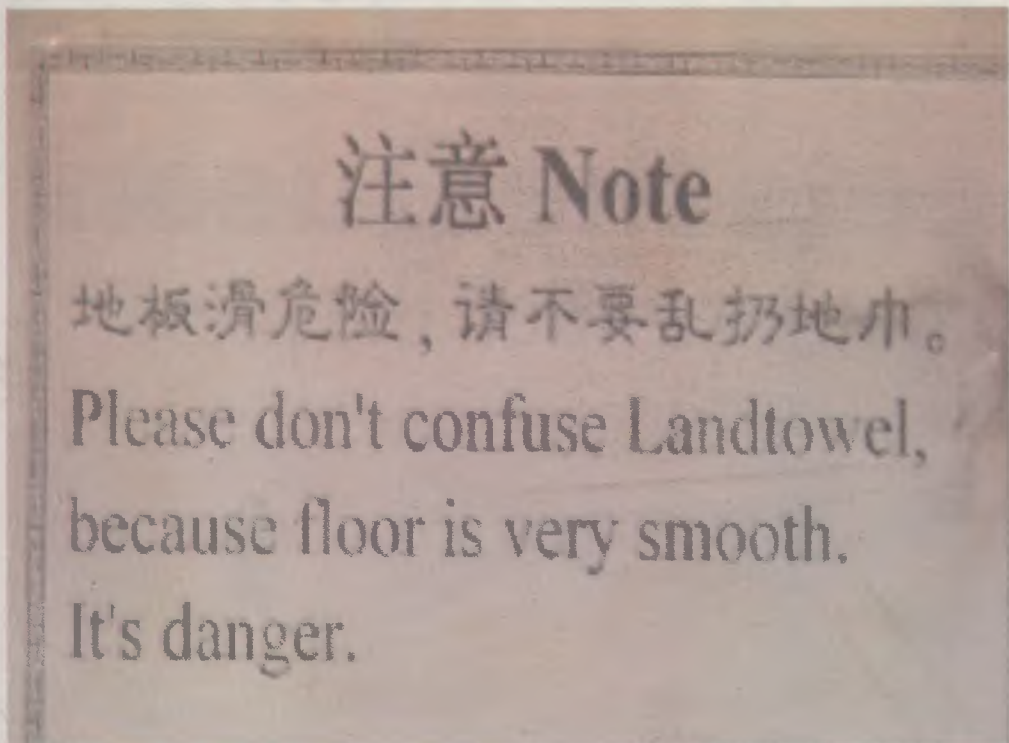 注意 Note
地板滑危险，请不要乱扔地巾。
Please don't confuse Landtowel,
because floor is very smooth.
It's danger.